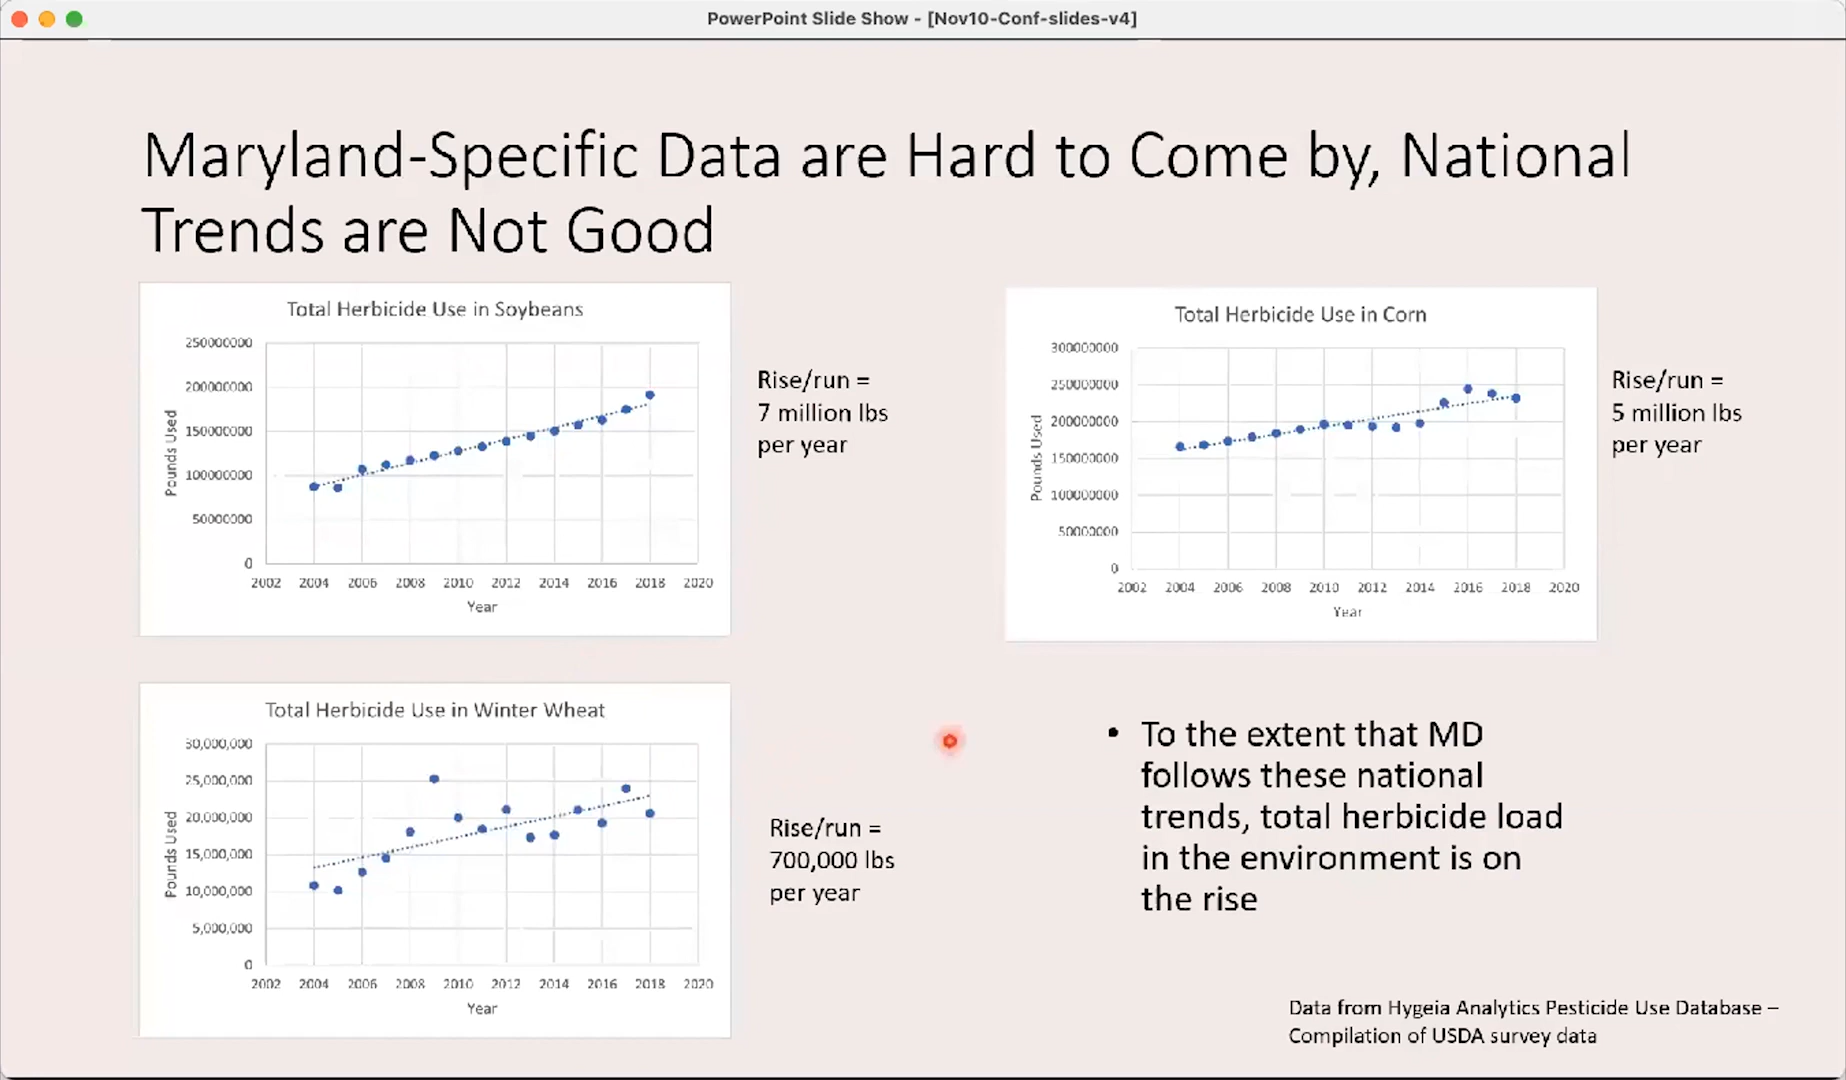 PowerPoint Slide Show - [Nov10-Conf-slides-v4]
Maryland-Specific Data are Hard to Come by, National
Trends are Not Good
Total Herbicide Use in Soybeans
250000000
200000000
150000000
100000000
50000000
0
Pounds Used
2002 2004 2006 2008 2010 2012 2014 2016 2018 2020
Year
Rise/run =
7 million lbs
per year
Total Herbicide Use in Corn
300000000
250000000
200000000
150000000
100000000
50000000
0
Pounds Used
2002 2004 2006 2008 2010 2012 2014 2016 2018 2020
Year
Rise/run =
5 million lbs
per year
Total Herbicide Use in Winter Wheat
30,000,000
25,000,000
20,000,000
15,000,000
10,000,000
5,000,000
0
Pounds Used
2002 2004 2006 2008 2010 2012 2014 2016 2018 2020
Year
Rise/run =
700,000 lbs
per year
• To the extent that MD
follows these national
trends, total herbicide load
in the environment is on
the rise
Data from Hygeia Analytics Pesticide Use Database –
Compilation of USDA survey data